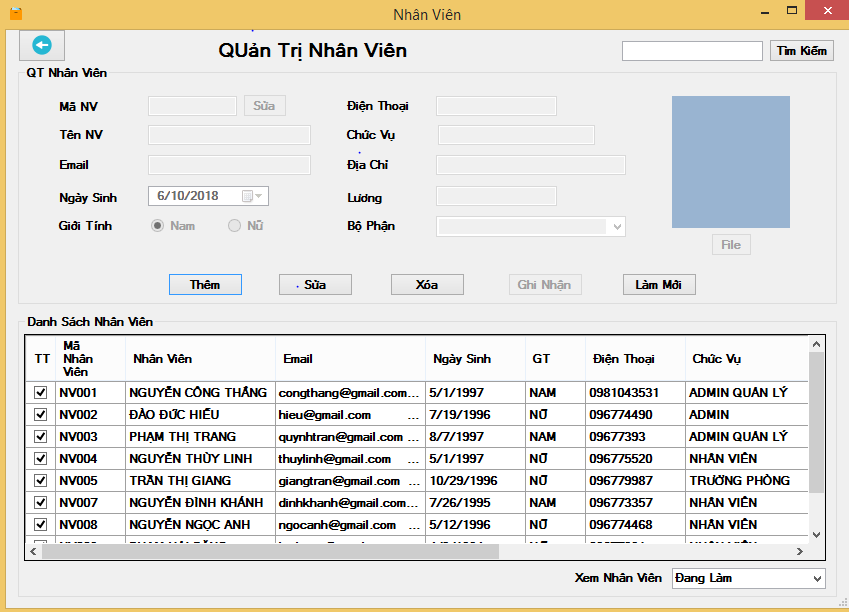 Nhân Viên
QUản Trị Nhân Viên
Tìm Kiếm
QT Nhân Viên
Mã NV
Sửa
Điện Thoại
Tên NV
Chức Vụ
Email
Địa Chỉ
Ngày Sinh
6/10/2018
Lương
Giới Tính
Nam
Nữ
Bộ Phận
File
Thêm
Sửa
Xóa
Ghi Nhận
Làm Mới
Danh Sách Nhân Viên
TT Mã Nhân Viên Nhân Viên Email Ngày Sinh GT Điện Thoại Chức Vụ
NV001 NGUYỄN CÔNG THẮNG congthang@gmail.com... 5/1/1997 NAM 0981043531 ADMIN QUẢN LÝ
NV002 ĐÀO ĐỨC HIẾU hieu@gmail.com ... 7/19/1996 NỮ 096774490 ADMIN
NV003 PHẠM THỊ TRANG quynhtran@gmail.com ... 8/7/1997 NAM 09677393 ADMIN QUẢN LÝ
NV004 NGUYỄN THÙY LINH thuylinh@gmail.com ... 5/1/1997 NỮ 096775520 NHÂN VIÊN
NV005 TRẦN THỊ GIANG giangtran@gmail.com ... 10/29/1996 NỮ 096779987 TRƯỞNG PHÒNG
NV007 NGUYỄN ĐÌNH KHÁNH dinhkhanh@gmail.com... 7/26/1995 NAM 096773357 NHÂN VIÊN
NV008 NGUYỄN NGỌC ANH ngocanh@gmail.com ... 5/12/1996 NỮ 096774468 NHÂN VIÊN
Xem Nhân Viên
Đang Làm